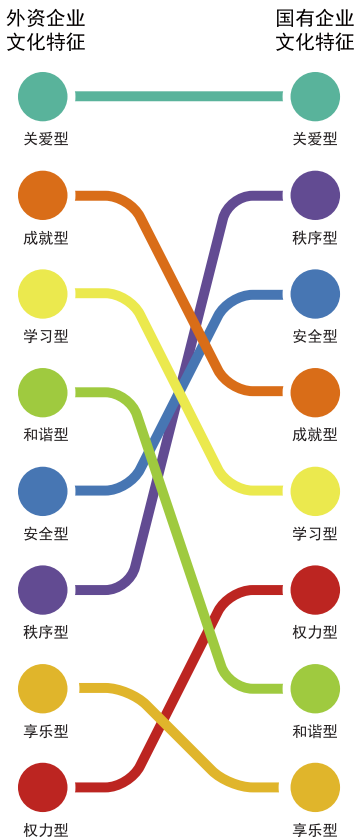 外资企业
文化特征
国有企业
文化特征
关爱型
关爱型
成就型
秩序型
学习型
安全型
和谐型
成就型
安全型
学习型
秩序型
权力型
享乐型
和谐型
权力型
享乐型